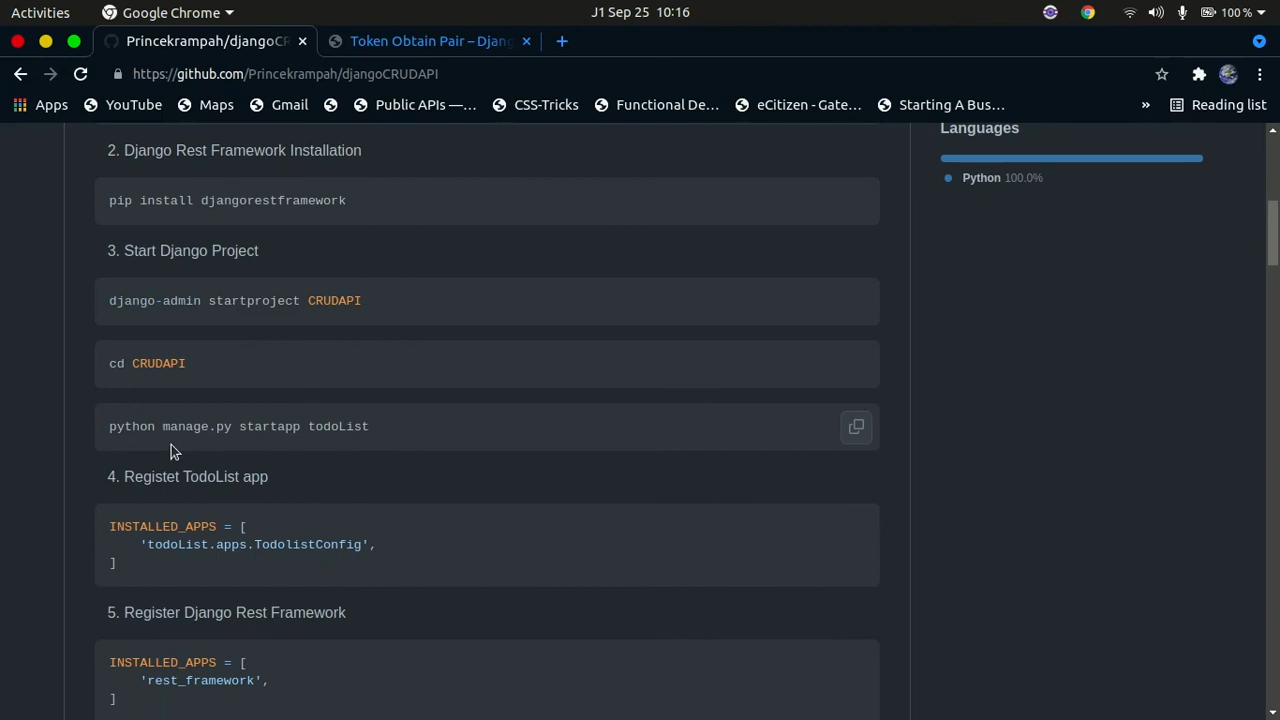 Activities
Google Chrome
J1 Sep 25 10:16
100 %
Princekrampah/djangoCR
Token Obtain Pair – Djang
https://github.com/Princekrampah/djangoCRUDAPI
Apps
YouTube
Maps
Gmail
Public APIs —…
CSS-Tricks
Functional De…
eCitizen - Gate…
Starting A Bus…
»
Reading list
2. Django Rest Framework Installation
pip install djangorestframework
3. Start Django Project
django-admin startproject CRUDAPI
cd CRUDAPI
python manage.py startapp todoList
4. Registet TodoList app
INSTALLED_APPS = [
'todoList.apps.TodolistConfig',
]
5. Register Django Rest Framework
INSTALLED_APPS = [
'rest_framework',
]
Languages
Python 100.0%